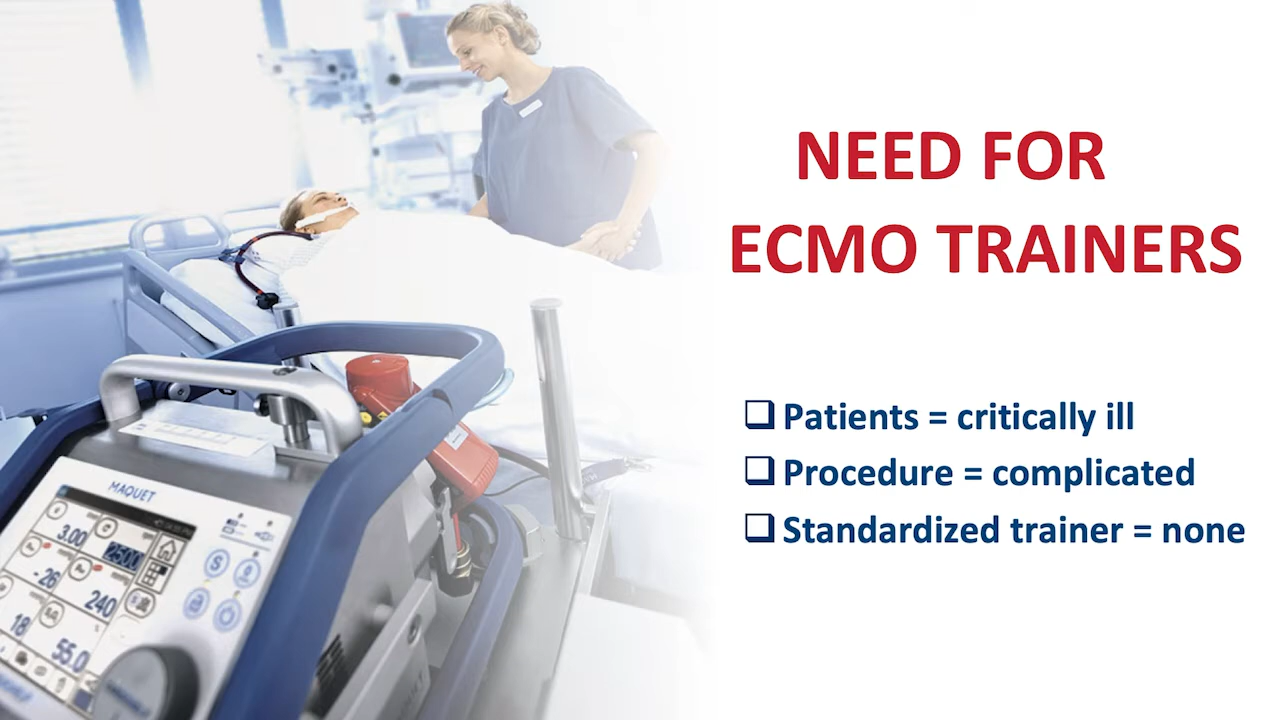 NEED FOR
ECMO TRAINERS
Patients = critically ill
Procedure = complicated
Standardized trainer = none
MAQUET
3.00
2500
-26
240
18
55.0
S